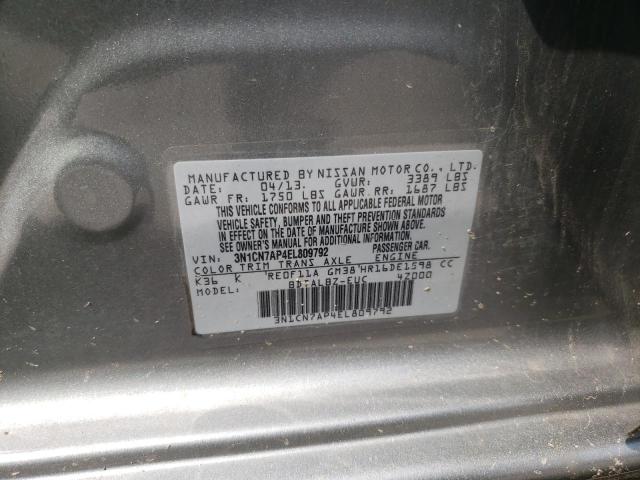 MANUFACTURED BY NISSAN MOTOR CO., LTD.
DATE: 04/13. GVWR: 3389 LBS
GAWR FR: 1750 LBS GAWR RR: 1687 LBS
THIS VEHICLE CONFORMS TO ALL APPLICABLE FEDERAL MOTOR
VEHICLE SAFETY, BUMPER AND THEFT PREVENTION STANDARDS
IN EFFECT ON THE DATE OF MANUFACTURE SHOWN ABOVE.
SEE OWNER'S MANUAL FOR FURTHER INFORMATION.
VIN: 3N1CN7AP4EL809792 PASSENGER CAR.
COLOR TRIM TRANS AXLE ENGINE
K36 K RE0F11A GM38 HR16DE1598 CC
MODEL: BDTALBZ-EUC 4Z000
3N1CN7AP4EL809792